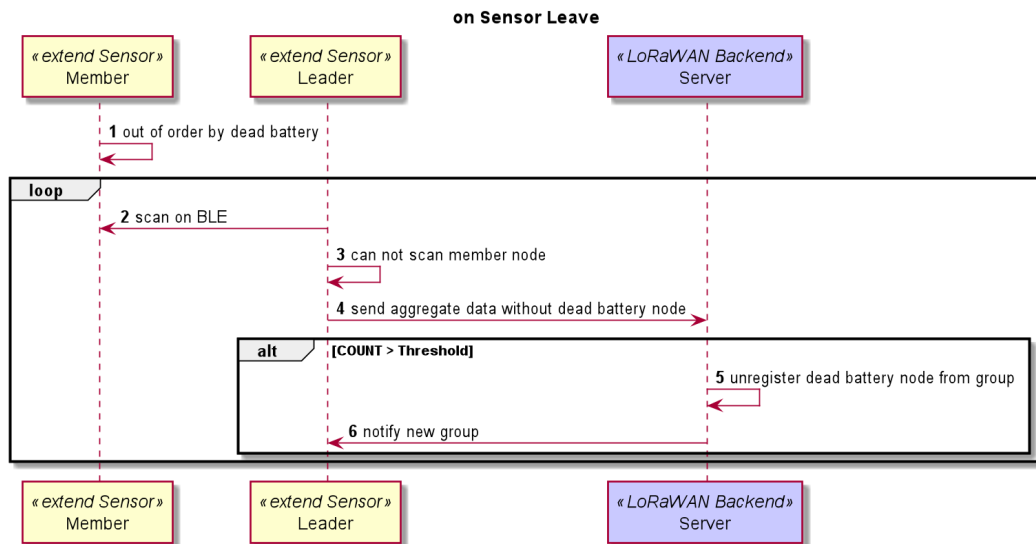 on Sensor Leave
«extend Sensor»
Member
«extend Sensor»
Leader
«LoRaWAN Backend»
Server
1 out of order by dead battery
loop
2 scan on BLE
3 can not scan member node
4 send aggregate data without dead battery node
alt [COUNT > Threshold]
5 unregister dead battery node from group
6 notify new group
«extend Sensor»
Member
«extend Sensor»
Leader
«LoRaWAN Backend»
Server